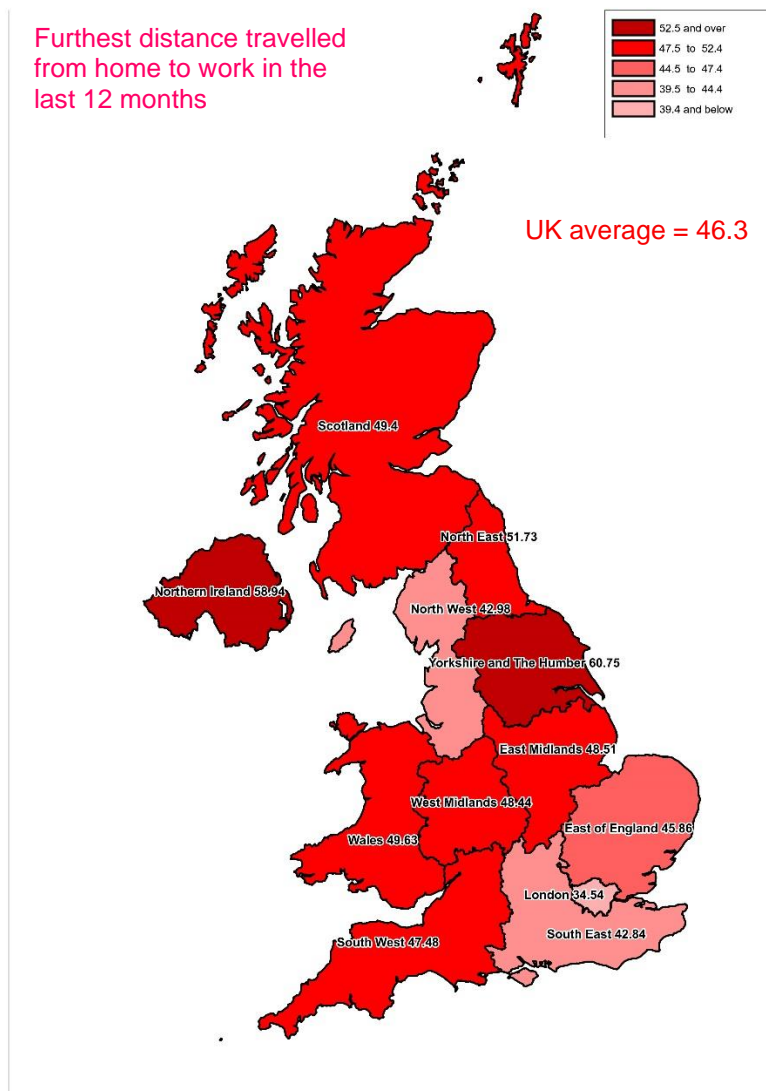 Furthest distance travelled
from home to work in the
last 12 months
52.5 and over
47.5 to 52.4
44.5 to 47.4
39.5 to 44.4
39.4 and below
UK average = 46.3
Scotland 49.4
North East 51.73
Northern Ireland 58.94
North West 42.98
Yorkshire and The Humber 60.75
East Midlands 48.51
West Midlands 48.44
East of England 45.86
Wales 49.63
London 34.54
South East 42.84
South West 47.48